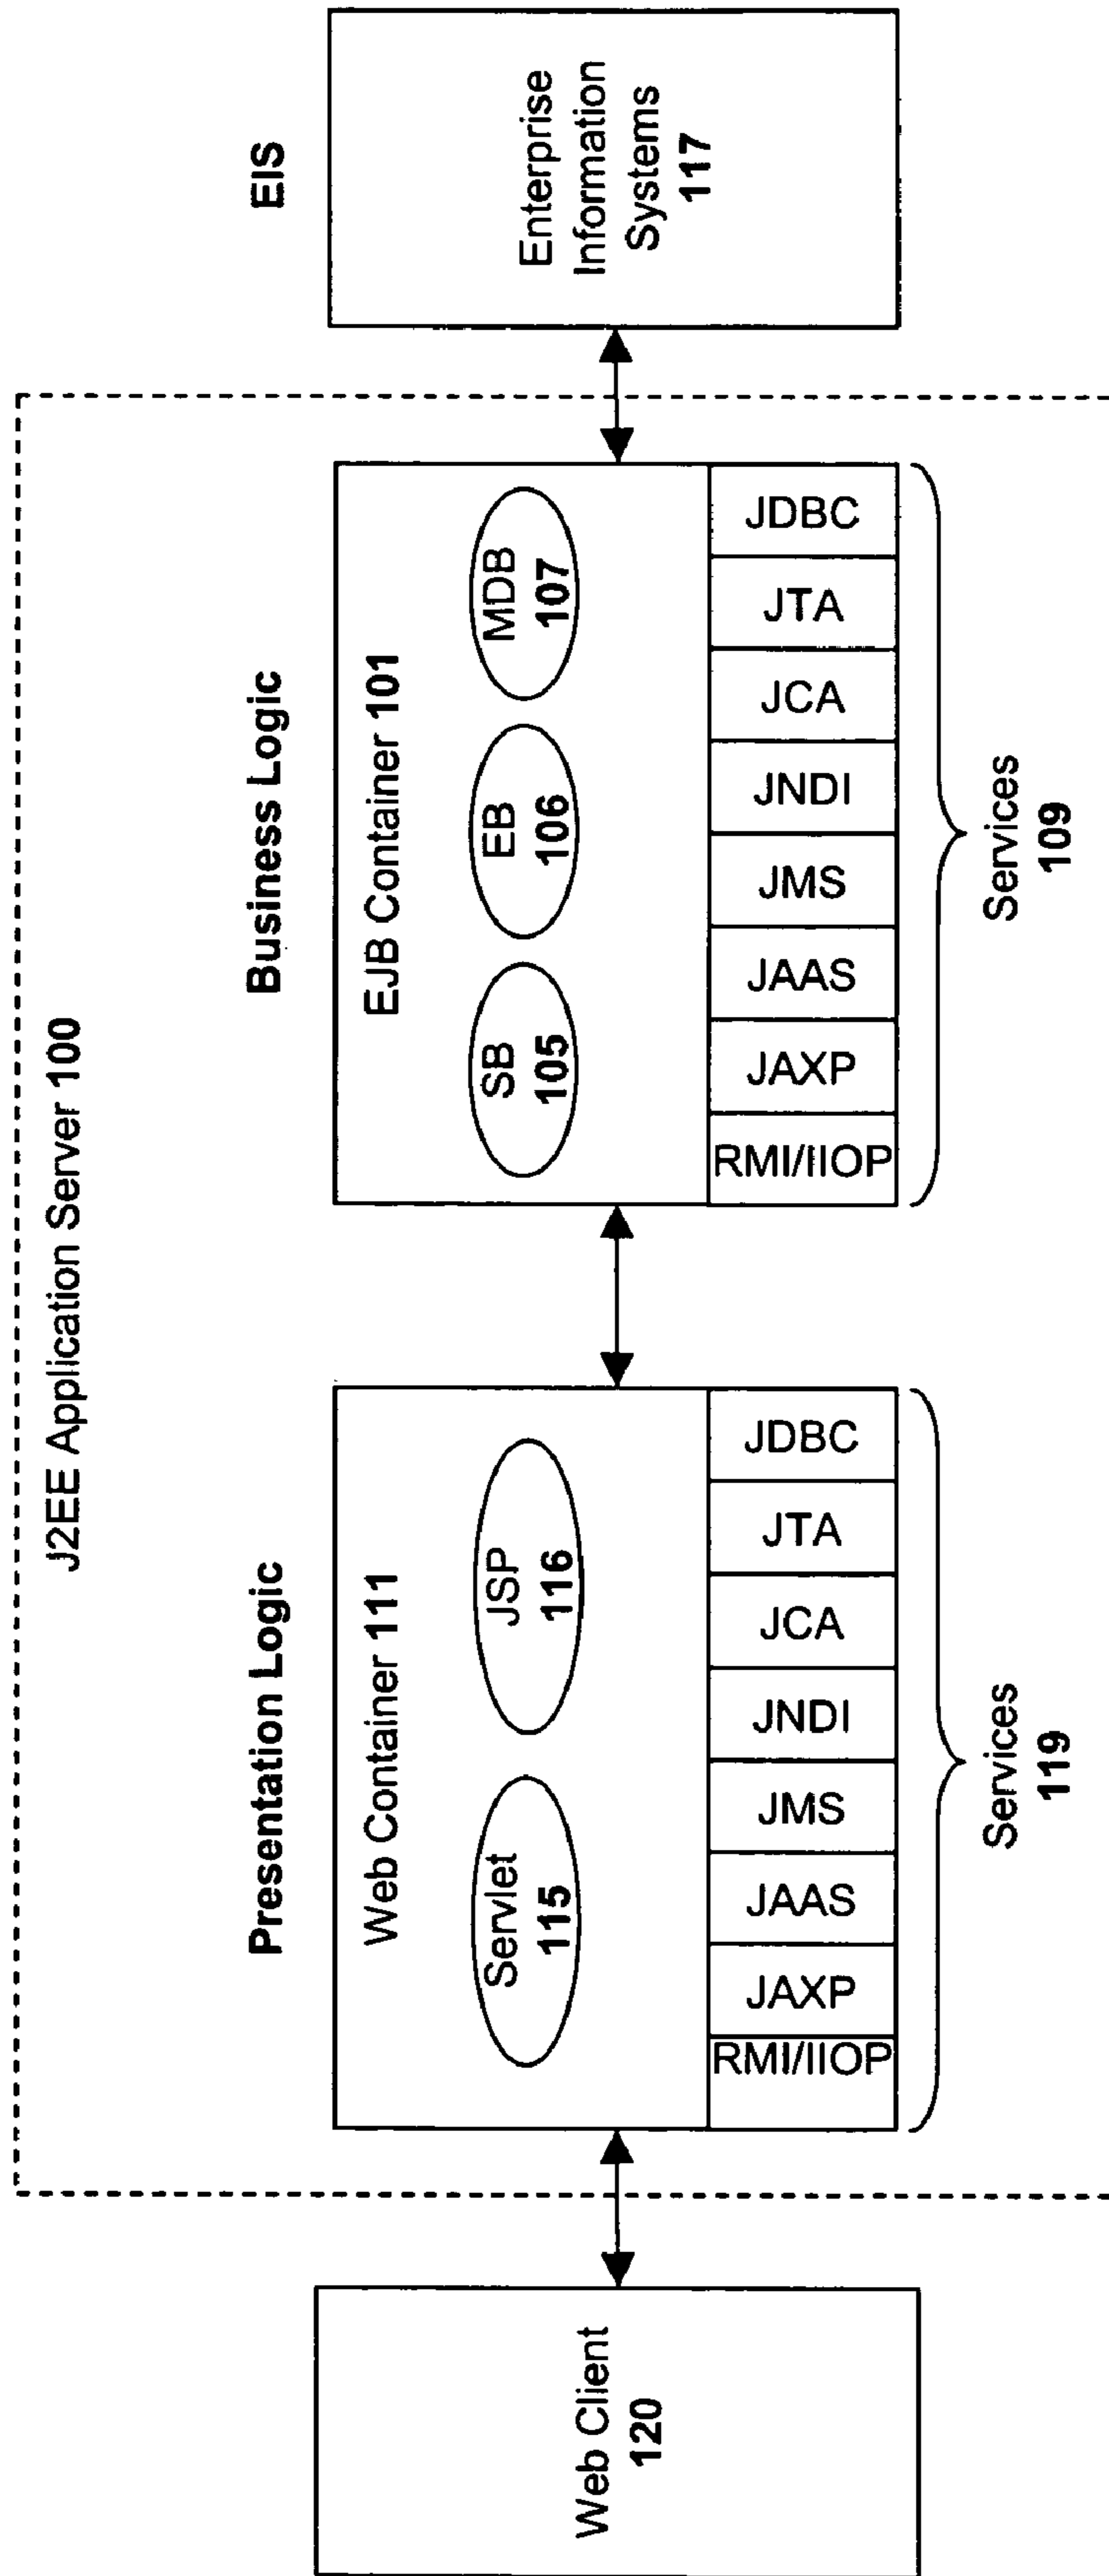 J2EE Application Server 100
Presentation Logic
Business Logic
EIS
Web Client
120
Web Container 111
Servlet
115
JSP
116
RMI/IIOP
JAXP
JAAS
JMS
JNDI
JCA
JTA
JDBC
Services
119
EJB Container 101
SB
105
EB
106
MDB
107
RMI/IIOP
JAXP
JAAS
JMS
JNDI
JCA
JTA
JDBC
Services
109
Enterprise
Information
Systems
117